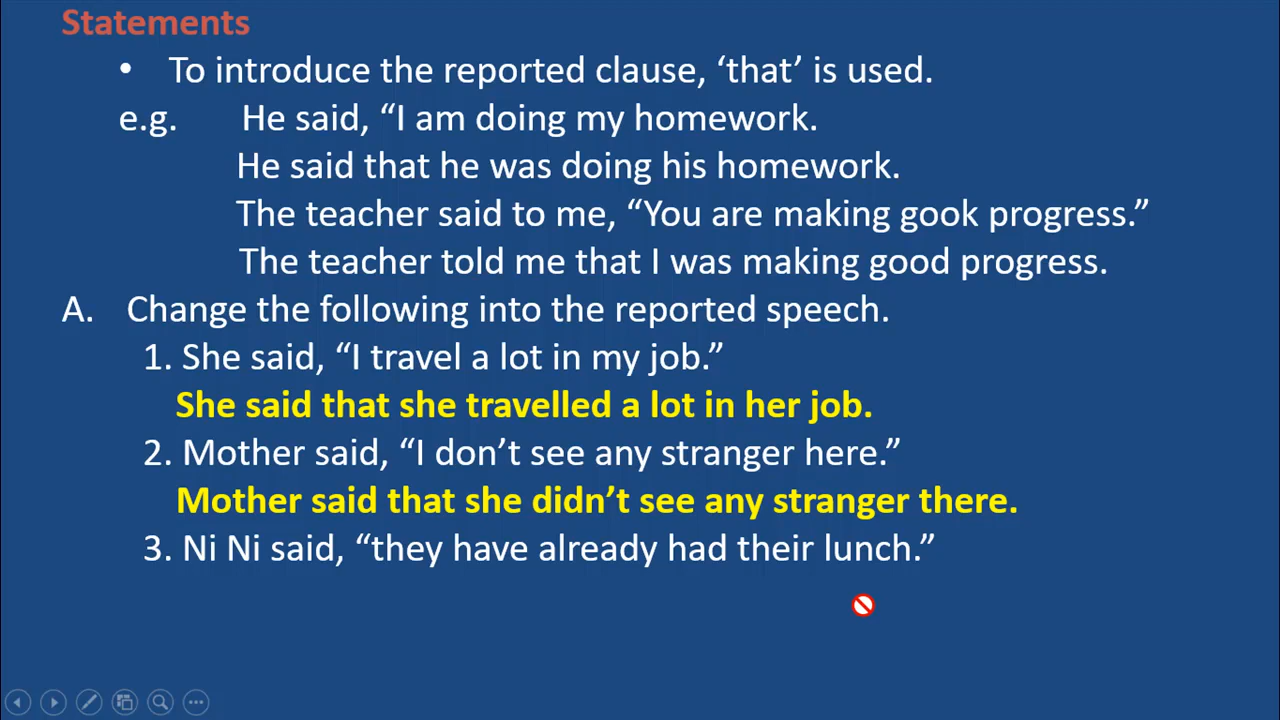 Statements
• To introduce the reported clause, ‘that’ is used.
e.g. He said, “I am doing my homework.
He said that he was doing his homework.
The teacher said to me, “You are making gook progress.”
The teacher told me that I was making good progress.
A. Change the following into the reported speech.
1. She said, “I travel a lot in my job.”
She said that she travelled a lot in her job.
2. Mother said, “I don’t see any stranger here.”
Mother said that she didn’t see any stranger there.
3. Ni Ni said, “they have already had their lunch.”